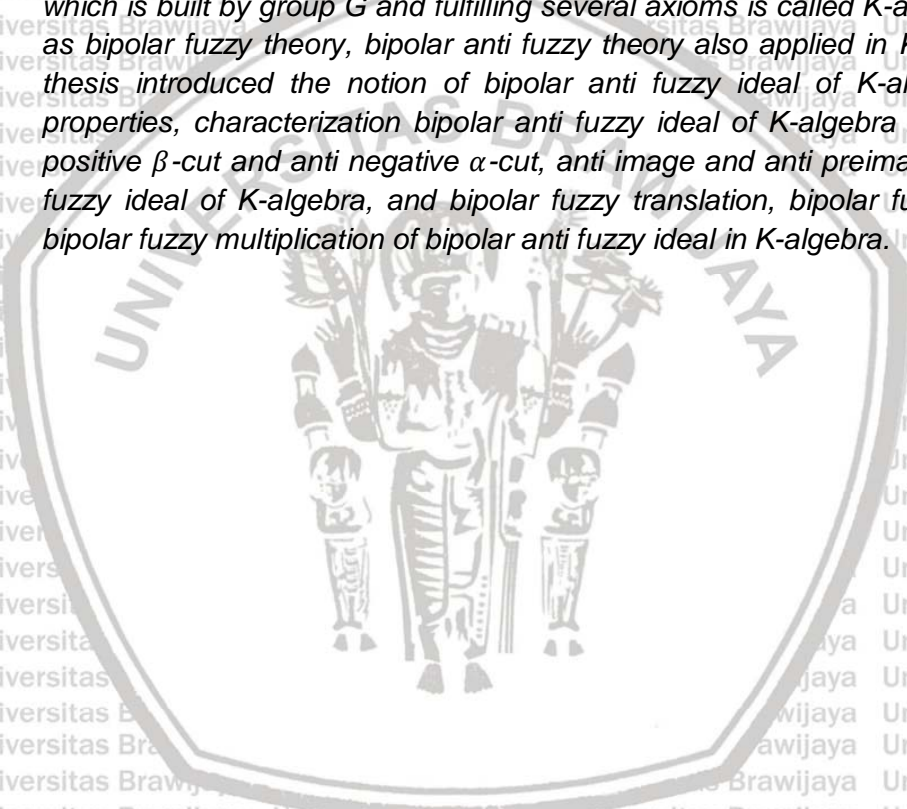 which is built by group G and fulfilling several axioms is called K-a
as bipolar fuzzy theory, bipolar anti fuzzy theory also applied in K
thesis introduced the notion of bipolar anti fuzzy ideal of K-al
properties, characterization bipolar anti fuzzy ideal of K-algebra
positive β-cut and anti negative α-cut, anti image and anti preima
fuzzy ideal of K-algebra, and bipolar fuzzy translation, bipolar fu
bipolar fuzzy multiplication of bipolar anti fuzzy ideal in K-algebra.
UNIVERSITAS BRAWIJAYA